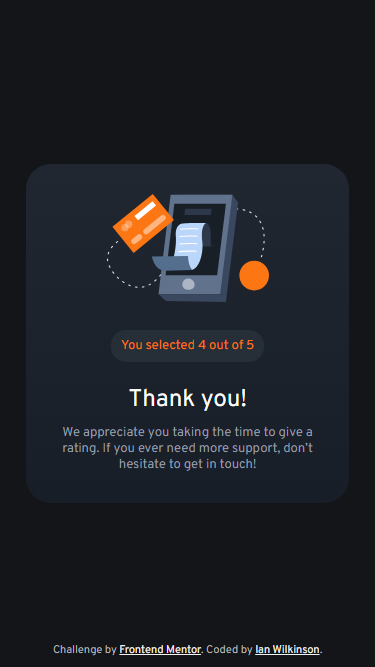 You selected 4 out of 5
Thank you!
We appreciate you taking the time to give a
rating. If you ever need more support, don't
hesitate to get in touch!
Challenge by Frontend Mentor. Coded by Ian Wilkinson.